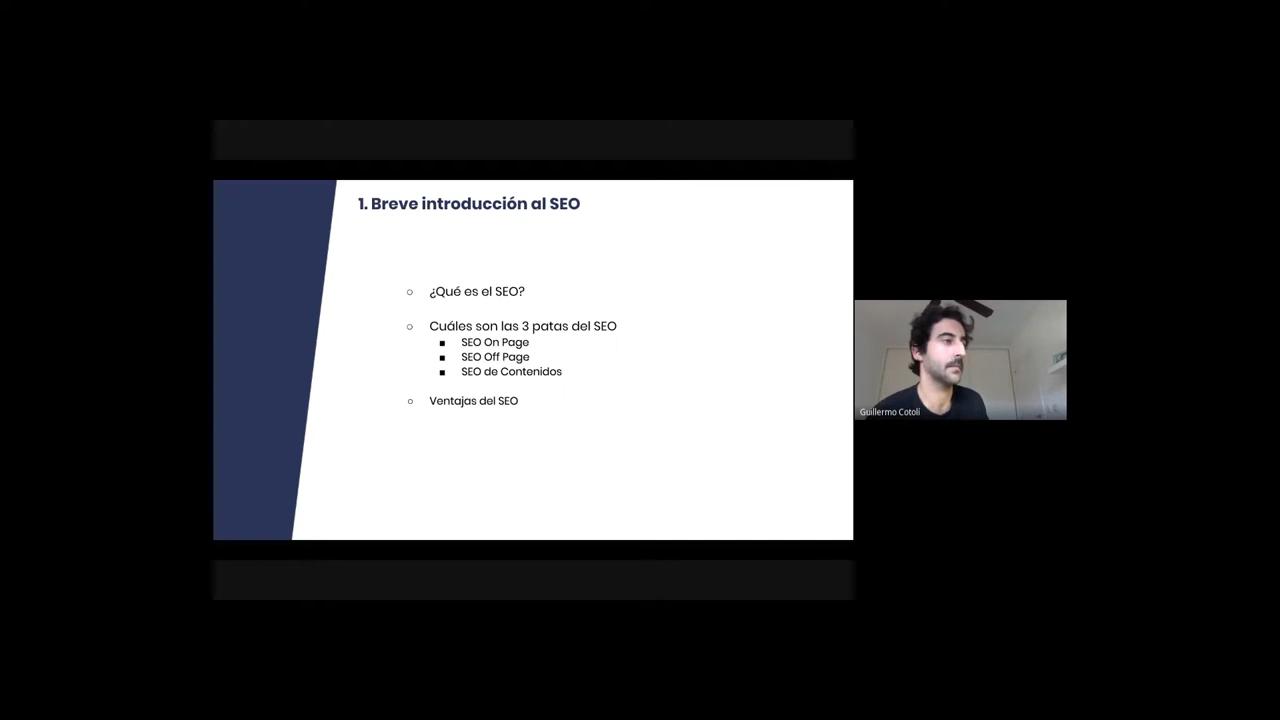 1. Breve introducción al SEO
¿Qué es el SEO?
Cuáles son las 3 patas del SEO
SEO On Page
SEO Off Page
SEO de Contenidos
Ventajas del SEO
Guillermo Cotolí